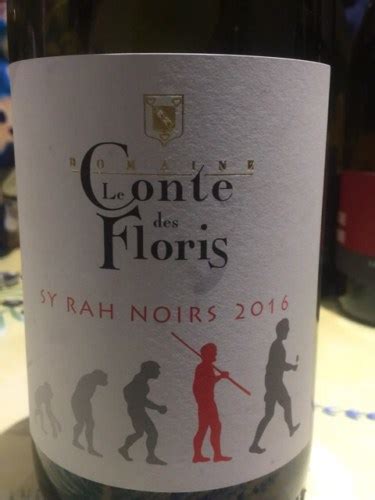 DOMAINE
Le Conte
des
Floris
SY RAH NOIRS 2016